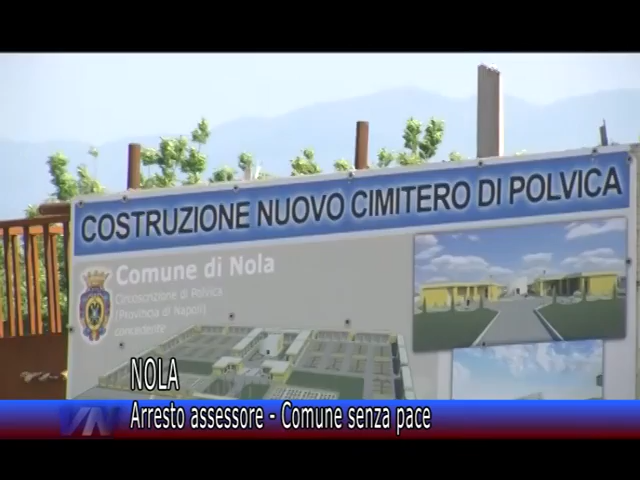 COSTRUZIONE NUOVO CIMITERO DI POLVICA
Comune di Nola
Circoscrizione di Polvica
(Provincia di Napoli)
concedente
NOLA
VN
Arresto assessore - Comune senza pace